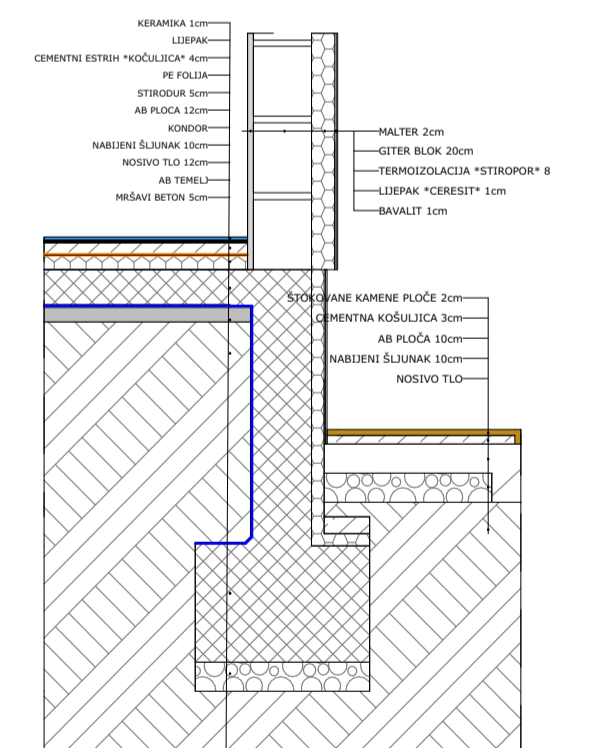 KERAMIKA 1cm
LIJEPAK
CEMENTNI ESTRIH *KOČULJICA* 4cm
PE FOLIJA
STIRODUR 5cm
AB PLOCA 12cm
KONDOR
NABIJENI ŠLJUNAK 10cm
NOSIVO TLO 12cm
AB TEMELJ
MRŠAVI BETON 5cm
MALTER 2cm
GITER BLOK 20cm
TERMOIZOLACIJA *STIROPOR* 8
LIJEPAK *CERESIT* 1cm
BAVALIT 1cm
ŠTOKOVANE KAMENE PLOČE 2cm
CEMENTNA KOŠULJICA 3cm
AB PLOČA 10cm
NABIJENI ŠLJUNAK 10cm
NOSIVO TLO